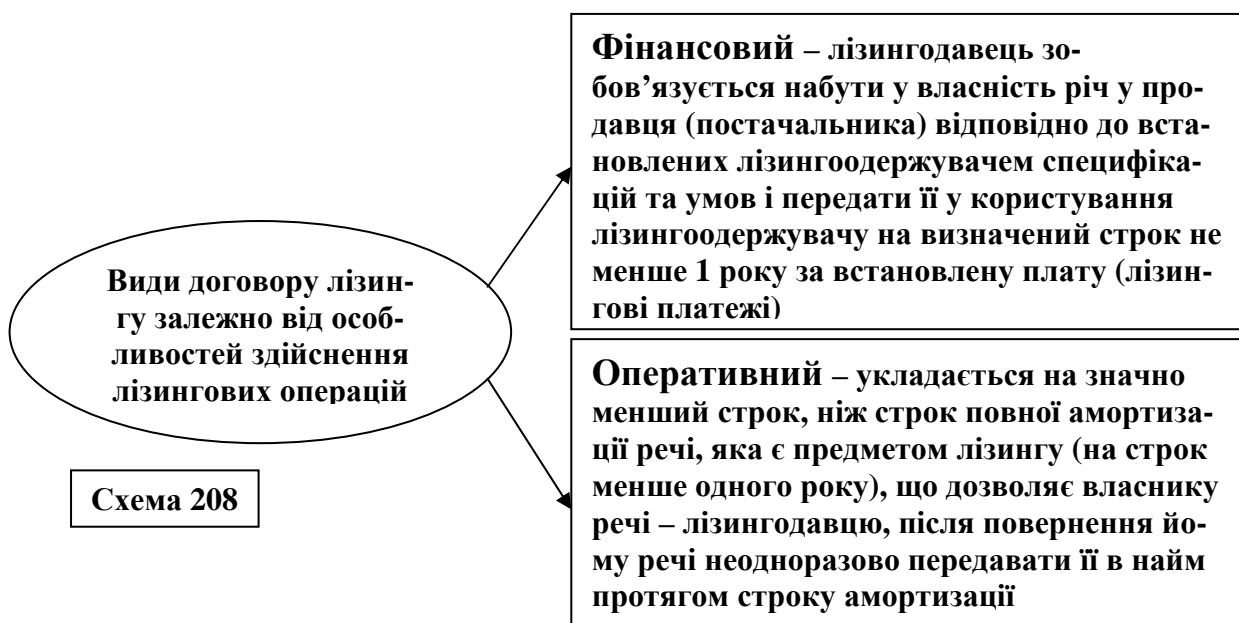 Види договору лізин-
гу залежно від особ-
ливостей здійснення
лізингових операцій
Схема 208
Фінансовий – лізингодавець зо-
бов’язується набути у власність річ у про-
давця (постачальника) відповідно до вста-
новлених лізингоодержувачем специфіка-
цій та умов і передати її у користування
лізингоодержувачу на визначений строк не
менше 1 року за встановлену плату (лізин-
гові платежі)
Оперативний – укладається на значно
менший строк, ніж строк повної амортиза-
ції речі, яка є предметом лізингу (на строк
менше одного року), що дозволяє власнику
речі – лізингодавцю, після повернення йо-
му речі неодноразово передавати її в найм
протягом строку амортизації